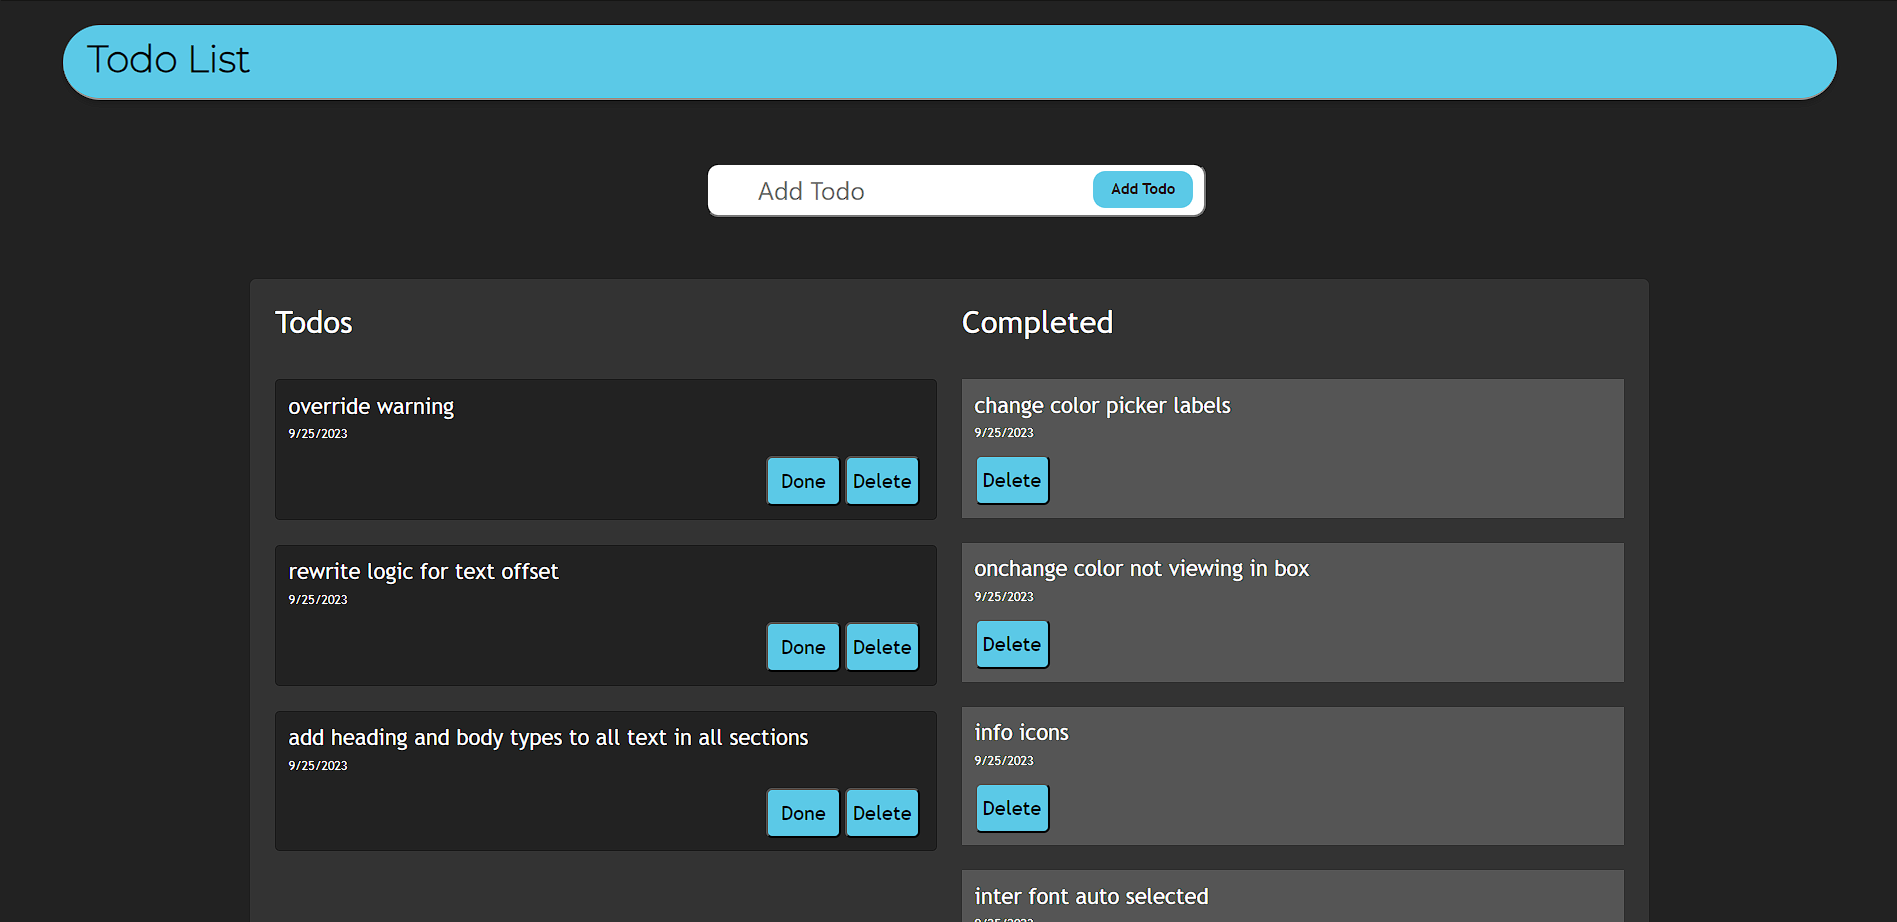 Todo List
Add Todo
Add Todo
Todos
override warning
9/25/2023
Done Delete
rewrite logic for text offset
9/25/2023
Done Delete
add heading and body types to all text in all sections
9/25/2023
Done Delete
Completed
change color picker labels
9/25/2023
Delete
onchange color not viewing in box
9/25/2023
Delete
info icons
9/25/2023
Delete
inter font auto selected